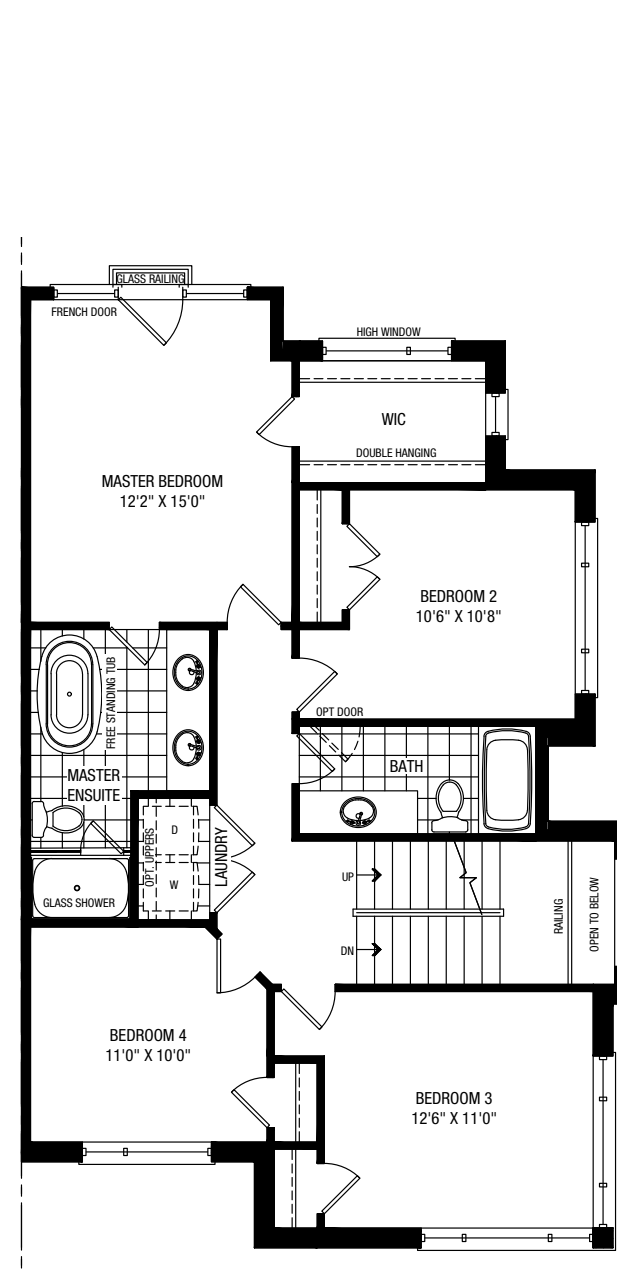 GLASS RAILING
FRENCH DOOR
HIGH WINDOW
WIC
DOUBLE HANGING
MASTER BEDROOM
12'2" X 15'0"
BEDROOM 2
10'6" X 10'8"
FREE STANDING TUB
OPT DOOR
MASTER
ENSUITE
BATH
OPT. UPPERS
D
W
LAUNDRY
UP
DN
RAILING
OPEN TO BELOW
GLASS SHOWER
BEDROOM 4
11'0" X 10'0"
BEDROOM 3
12'6" X 11'0"